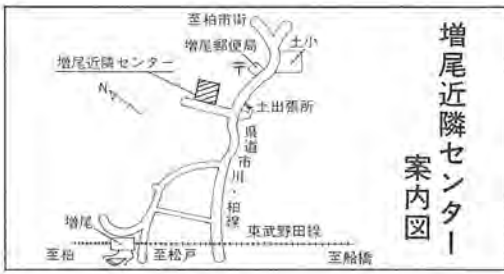 増尾近隣センター
案内図
至柏市街
増尾郵便局
土小
〒
増尾近隣センター
N
土出張所
県道市川・柏線
増尾
東武野田線
至柏
至松戸
至船橋